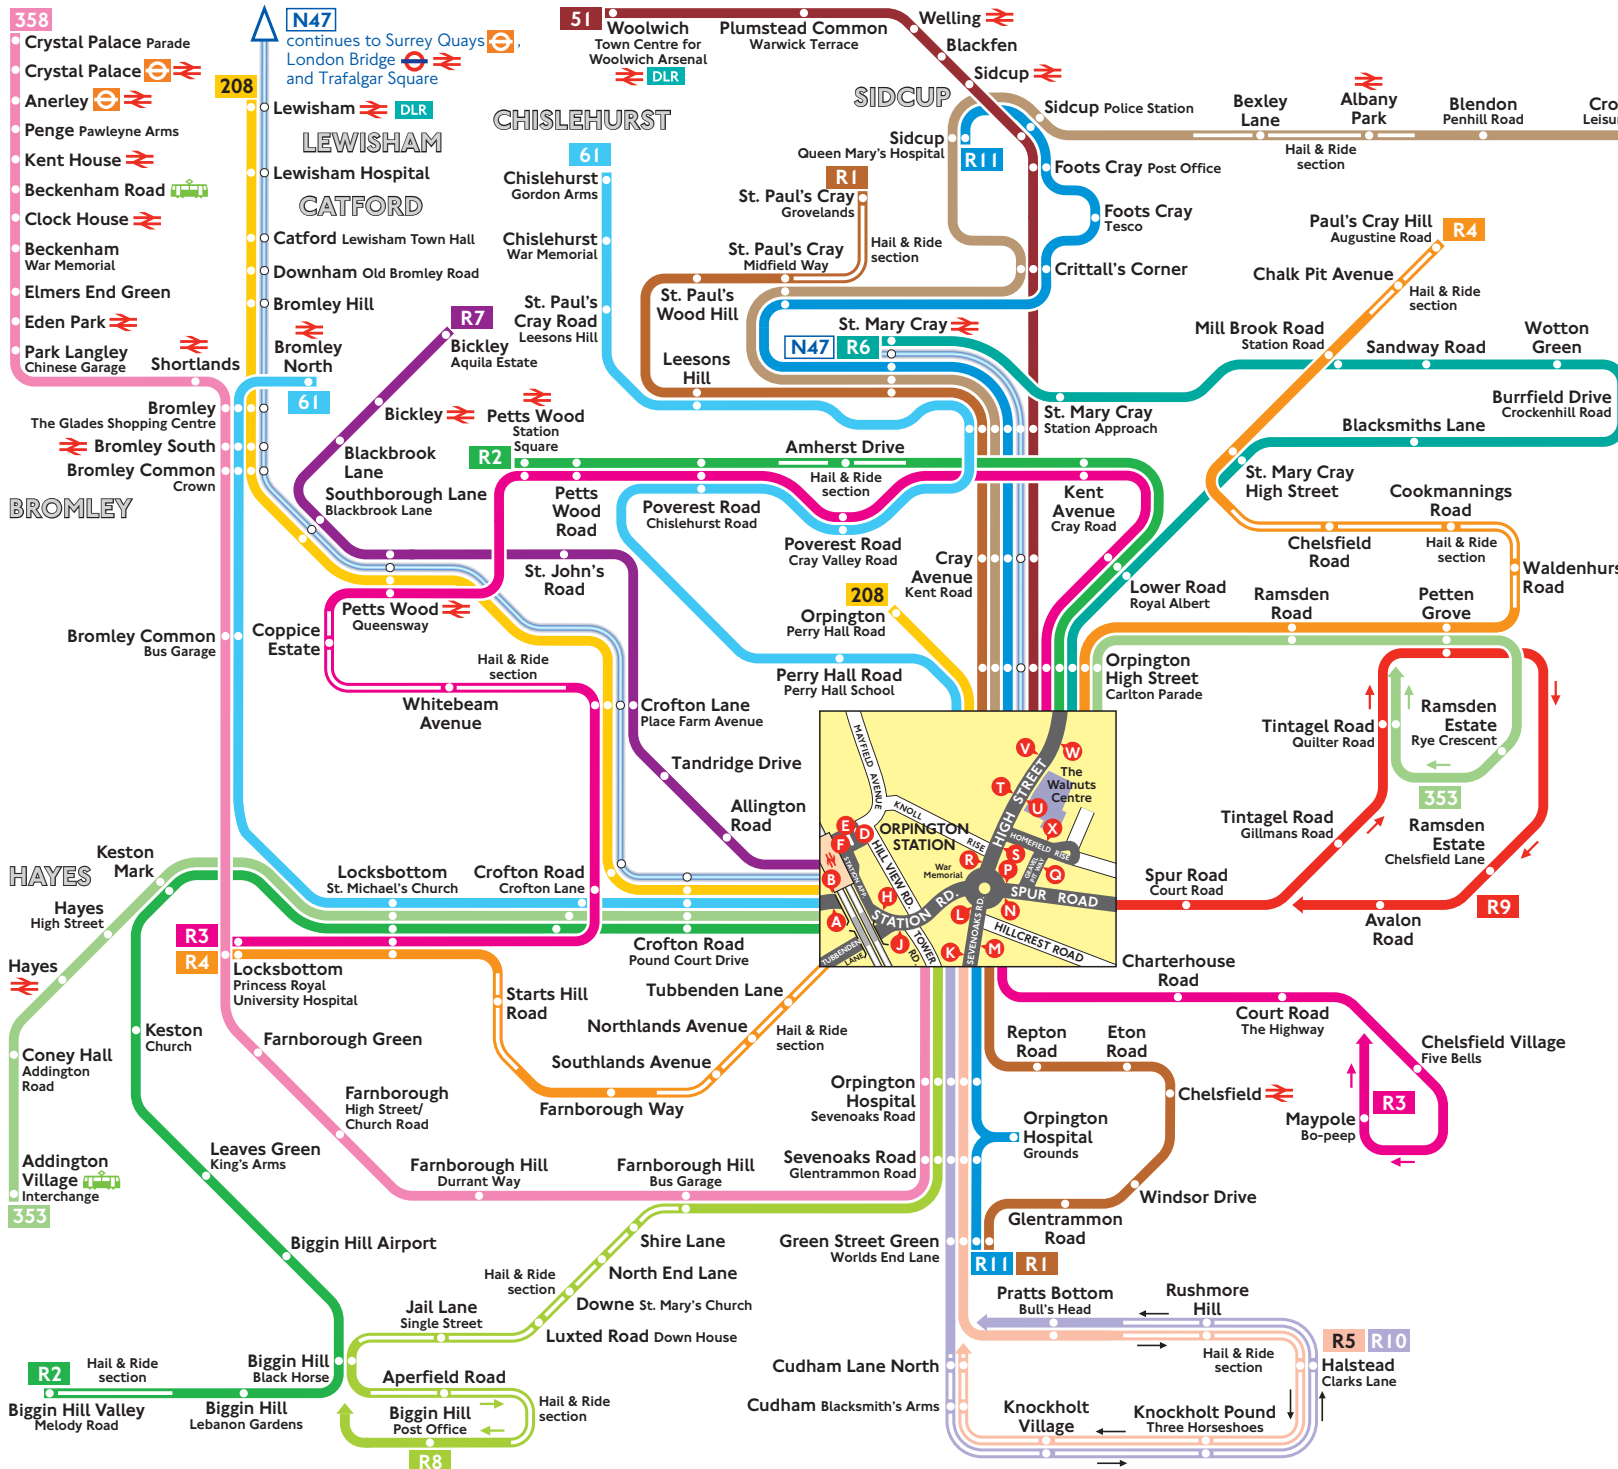 358
Crystal Palace Parade
Crystal Palace
Anerley
Penge Pawleyne Arms
Kent House
Beckenham Road
Clock House
Beckenham
War Memorial
Elmers End Green
Eden Park
Park Langley
Chinese Garage
Shortlands
N47
continues to Surrey Quays ,
London Bridge
and Trafalgar Square
208
Lewisham DLR
LEWISHAM
Lewisham Hospital
CATFORD
Catford Lewisham Town Hall
Downham Old Bromley Road
Bromley Hill
Bromley
North
61
Bromley
The Glades Shopping Centre
Bromley South
Bromley Common
Crown
BROMLEY
R7
Bickley
Aquila Estate
Bickley
Blackbrook
Lane
Southborough Lane
Blackbrook Lane
CHISLEHURST
61
Chislehurst
Gordon Arms
Chislehurst
War Memorial
St. Paul's
Cray Road
Leesons Hill
51
Woolwich
Town Centre for
Woolwich Arsenal
DLR
Plumstead Common
Warwick Terrace
Welling
Blackfen
Sidcup
SIDCUP
Sidcup Police Station
Sidcup
Queen Mary's Hospital
R11
Foots Cray Post Office
Foots Cray
Tesco
Crittall's Corner
Bexley
Lane
Albany
Park
Hail & Ride
section
Blendon
Penhill Road
Cro
Leisu
R1
St. Paul's Cray
Grovelands
St. Paul's Cray
Midfield Way
Hail & Ride
section
St. Paul's
Wood Hill
Leesons
Hill
St. Mary Cray
N47
R6
St. Mary Cray
Station Approach
Paul's Cray Hill
Augustine Road
R4
Chalk Pit Avenue
Hail & Ride
section
Mill Brook Road
Station Road
Sandway Road
Wotton
Green
Burrfield Drive
Crockenhill Road
Blacksmiths Lane
St. Mary Cray
High Street
Cookmannings
Road
Chelsfield
Road
Hail & Ride
section
Waldenhurs
Road
Petts Wood
Station
Square
R2
Petts
Wood
Road
Amherst Drive
Hail & Ride
section
Poverest Road
Chislehurst Road
Poverest Road
Cray Valley Road
Kent
Avenue
Cray Road
Cray
Avenue
Kent Road
Lower Road
Royal Albert
Ramsden
Road
Petten
Grove
St. John's
Road
Petts Wood
Queensway
Coppice
Estate
Hail & Ride
section
Whitebeam
Avenue
Bromley Common
Bus Garage
208
Orpington
Perry Hall Road
Perry Hall Road
Perry Hall School
Crofton Lane
Place Farm Avenue
Tandridge Drive
Allington
Road
Orpington
High Street
Carlton Parade
Tintagel Road
Quilter Road
Ramsden
Estate
Rye Crescent
353
Tintagel Road
Gillmans Road
Ramsden
Estate
Chelsfield Lane
Spur Road
Court Road
Avalon
Road
R9
MAYFIELD AVENUE
KNOLL
RISE
ORPINGTON
STATION
HILL VIEW RD.
STATION APP.
STATION RD.
HIGH STREET
The
Walnuts
Centre
HOMEFIELD RISE
GRAVEL
PIT WAY
War
Memorial
SPUR ROAD
SEVENOAKS RD.
HILLCREST ROAD
TOWER
RD.
TUBBENDEN
LANE
V
W
T
U
X
E
D
F
B
A
H
J
R
S
P
Q
L
N
K
M
HAYES
Keston
Mark
Hayes
High Street
Hayes
Coney Hall
Addington
Road
Addington
Village
Interchange
353
Keston
Church
Locksbottom
St. Michael's Church
Crofton Road
Crofton Lane
Crofton Road
Pound Court Drive
R3
R4
Locksbottom
Princess Royal
University Hospital
Starts Hill
Road
Tubbenden Lane
Northlands Avenue
Hail & Ride
section
Southlands Avenue
Farnborough Way
Farnborough Green
Farnborough
High Street/
Church Road
Farnborough Hill
Durrant Way
Farnborough Hill
Bus Garage
Leaves Green
King's Arms
Biggin Hill Airport
Shire Lane
North End Lane
Hail & Ride
section
Downe St. Mary's Church
Luxted Road Down House
Jail Lane
Single Street
R2
Hail & Ride
section
Biggin Hill Valley
Melody Road
Biggin Hill
Lebanon Gardens
Biggin Hill
Black Horse
Aperfield Road
Biggin Hill
Post Office
Hail & Ride
section
R8
Orpington
Hospital
Sevenoaks Road
Orpington
Hospital
Grounds
Sevenoaks Road
Glentrammon Road
Green Street Green
Worlds End Lane
R11
R1
Repton
Road
Eton
Road
Chelsfield
Windsor Drive
Glentrammon
Road
Charterhouse
Road
Court Road
The Highway
Chelsfield Village
Five Bells
R3
Maypole
Bo-peep
Pratts Bottom
Bull's Head
Rushmore
Hill
Hail & Ride
section
R5
R10
Halstead
Clarks Lane
Cudham Lane North
Cudham Blacksmith's Arms
Knockholt
Village
Knockholt Pound
Three Horseshoes